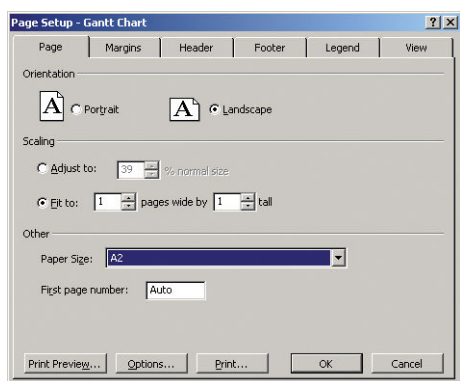 Page Setup - Gantt Chart
Page Margins Header Footer Legend View
Orientation
A Portrait A Landscape
Scaling
Adjust to: 39 % normal size
Fit to: 1 pages wide by 1 tall
Other
Paper Size: A2
First page number: Auto
Print Preview... Options... Print... OK Cancel